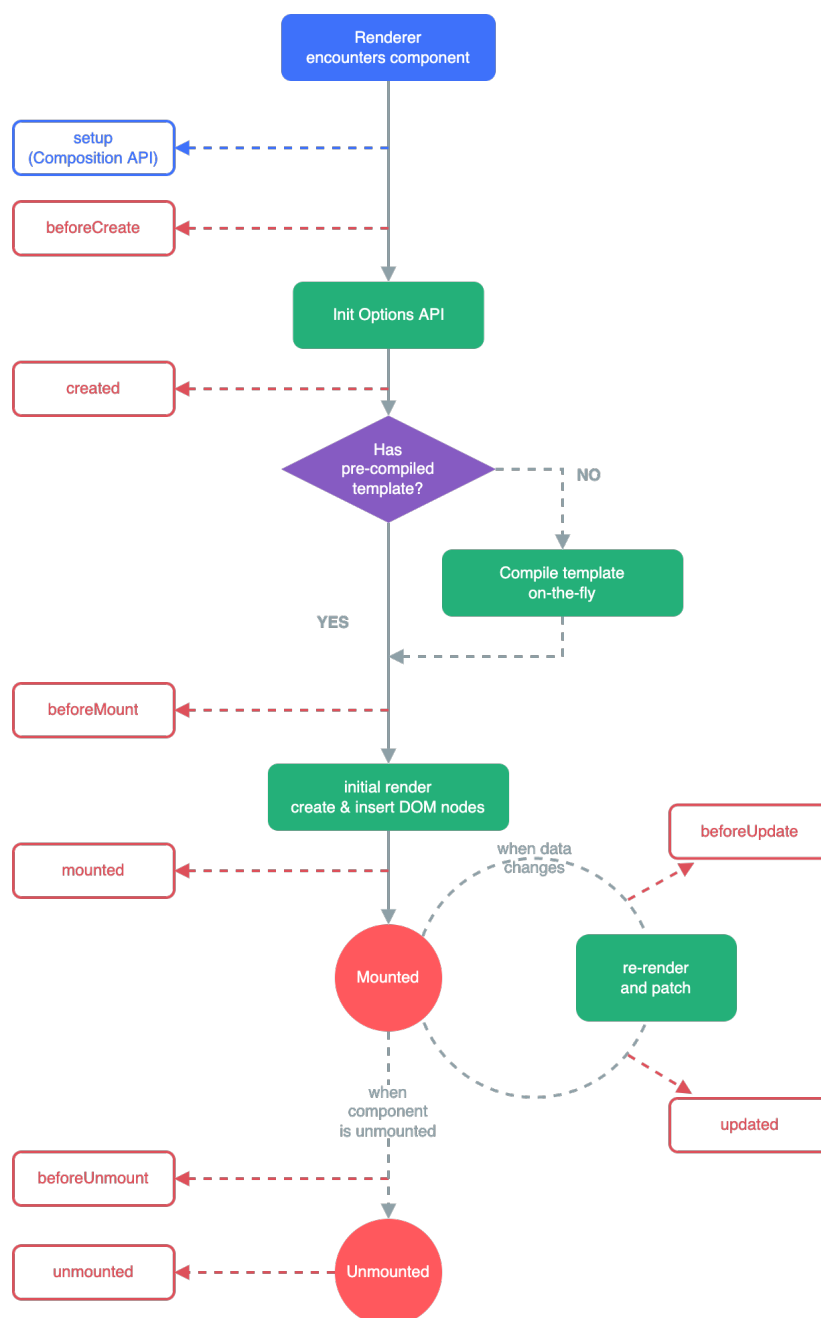 Renderer
encounters component
setup
(Composition API)
beforeCreate
Init Options API
created
Has
pre-compiled
template?
NO
Compile template
on-the-fly
YES
beforeMount
initial render
create & insert DOM nodes
beforeUpdate
when data
changes
mounted
Mounted
re-render
and patch
when
component
is unmounted
updated
beforeUnmount
unmounted
Unmounted